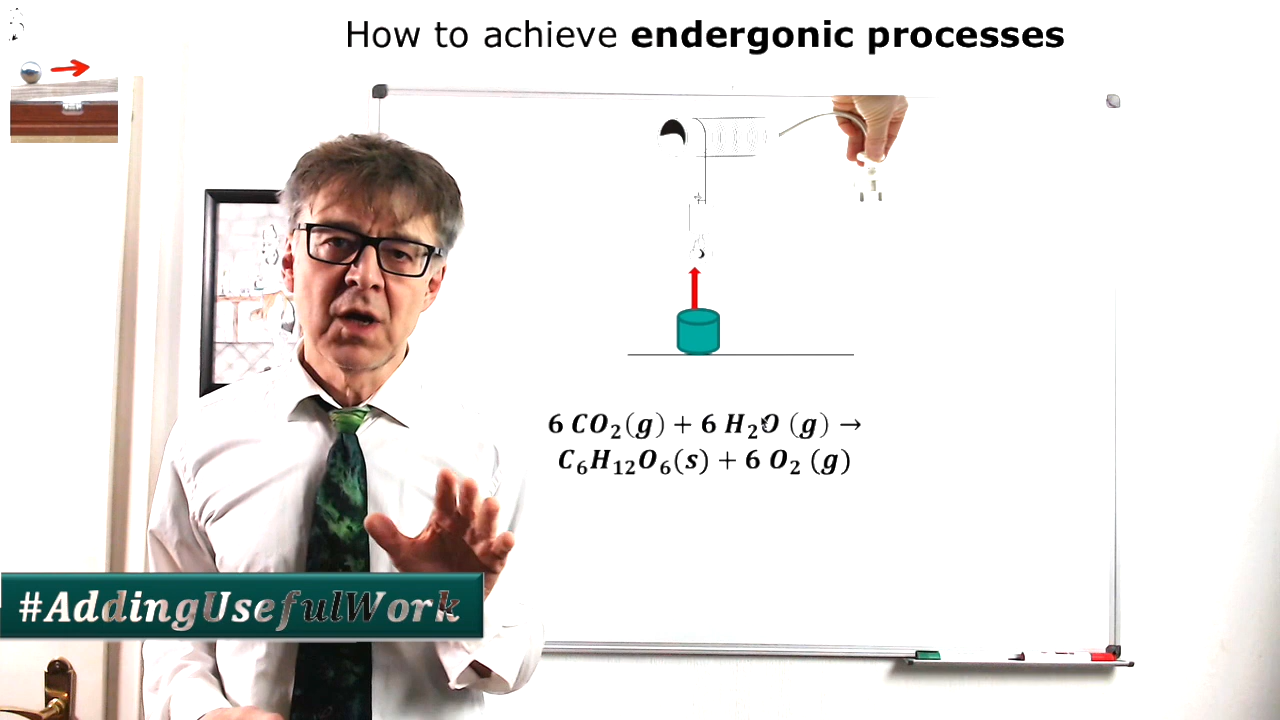 How to achieve endergonic processes
6 CO₂(g) + 6 H₂O (g) →
C₆H₁₂O₆(s) + 6 O₂ (g)
#AddingUsefulWork